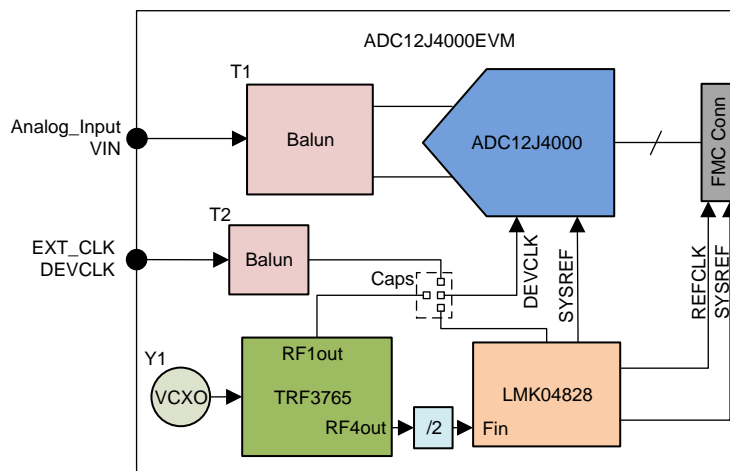 ADC12J4000EVM
T1
Analog_Input
VIN
Balun
ADC12J4000
FMC Conn
T2
EXT_CLK
DEVCLK
Balun
Caps
DEVCLK
SYSREF
REFCLK
SYSREF
Y1
VCXO
RF1out
TRF3765
RF4out
/2
Fin
LMK04828